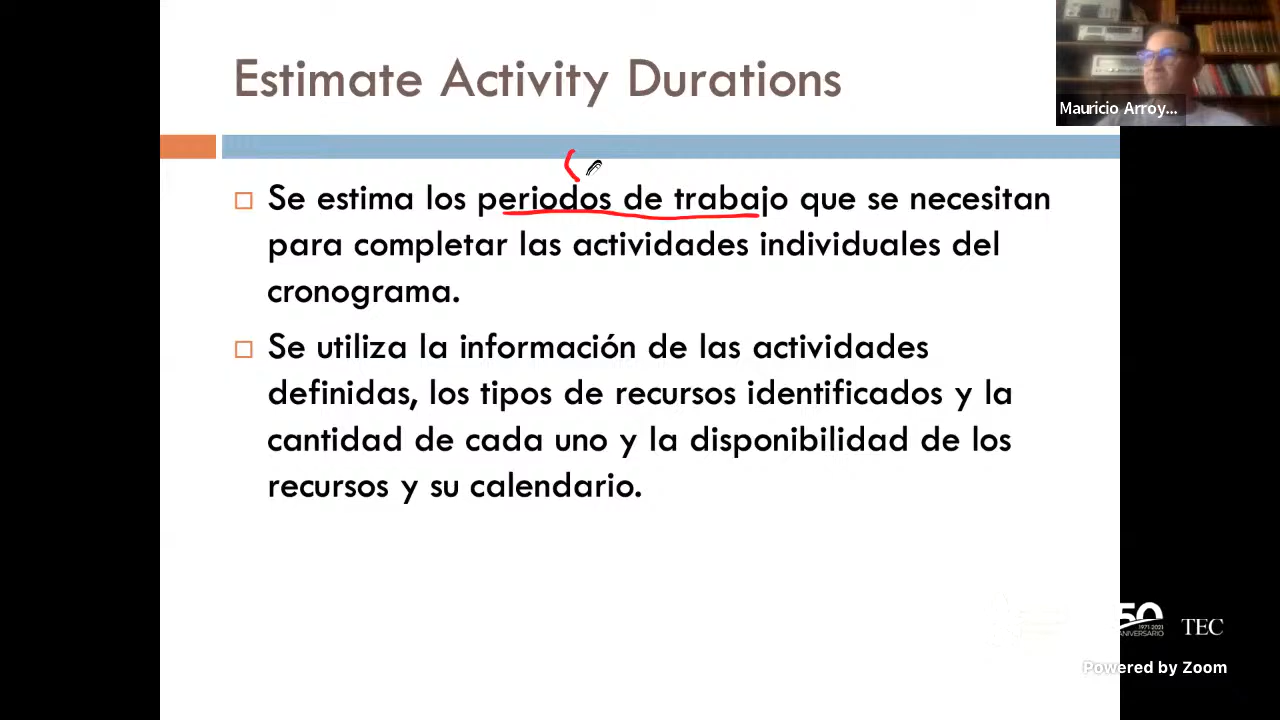 Estimate Activity Durations
Mauricio Arroy...
Se estima los periodos de trabajo que se necesitan
para completar las actividades individuales del
cronograma.
Se utiliza la información de las actividades
definidas, los tipos de recursos identificados y la
cantidad de cada uno y la disponibilidad de los
recursos y su calendario.
50
1971 2021
ANIVERSARIO
TEC
Powered by Zoom